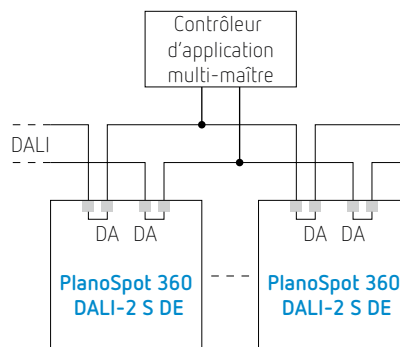 Contrôleur
d'application
multi-maître
DALI
DA DA
DA DA
PlanoSpot 360
DALI-2 S DE
PlanoSpot 360
DALI-2 S DE